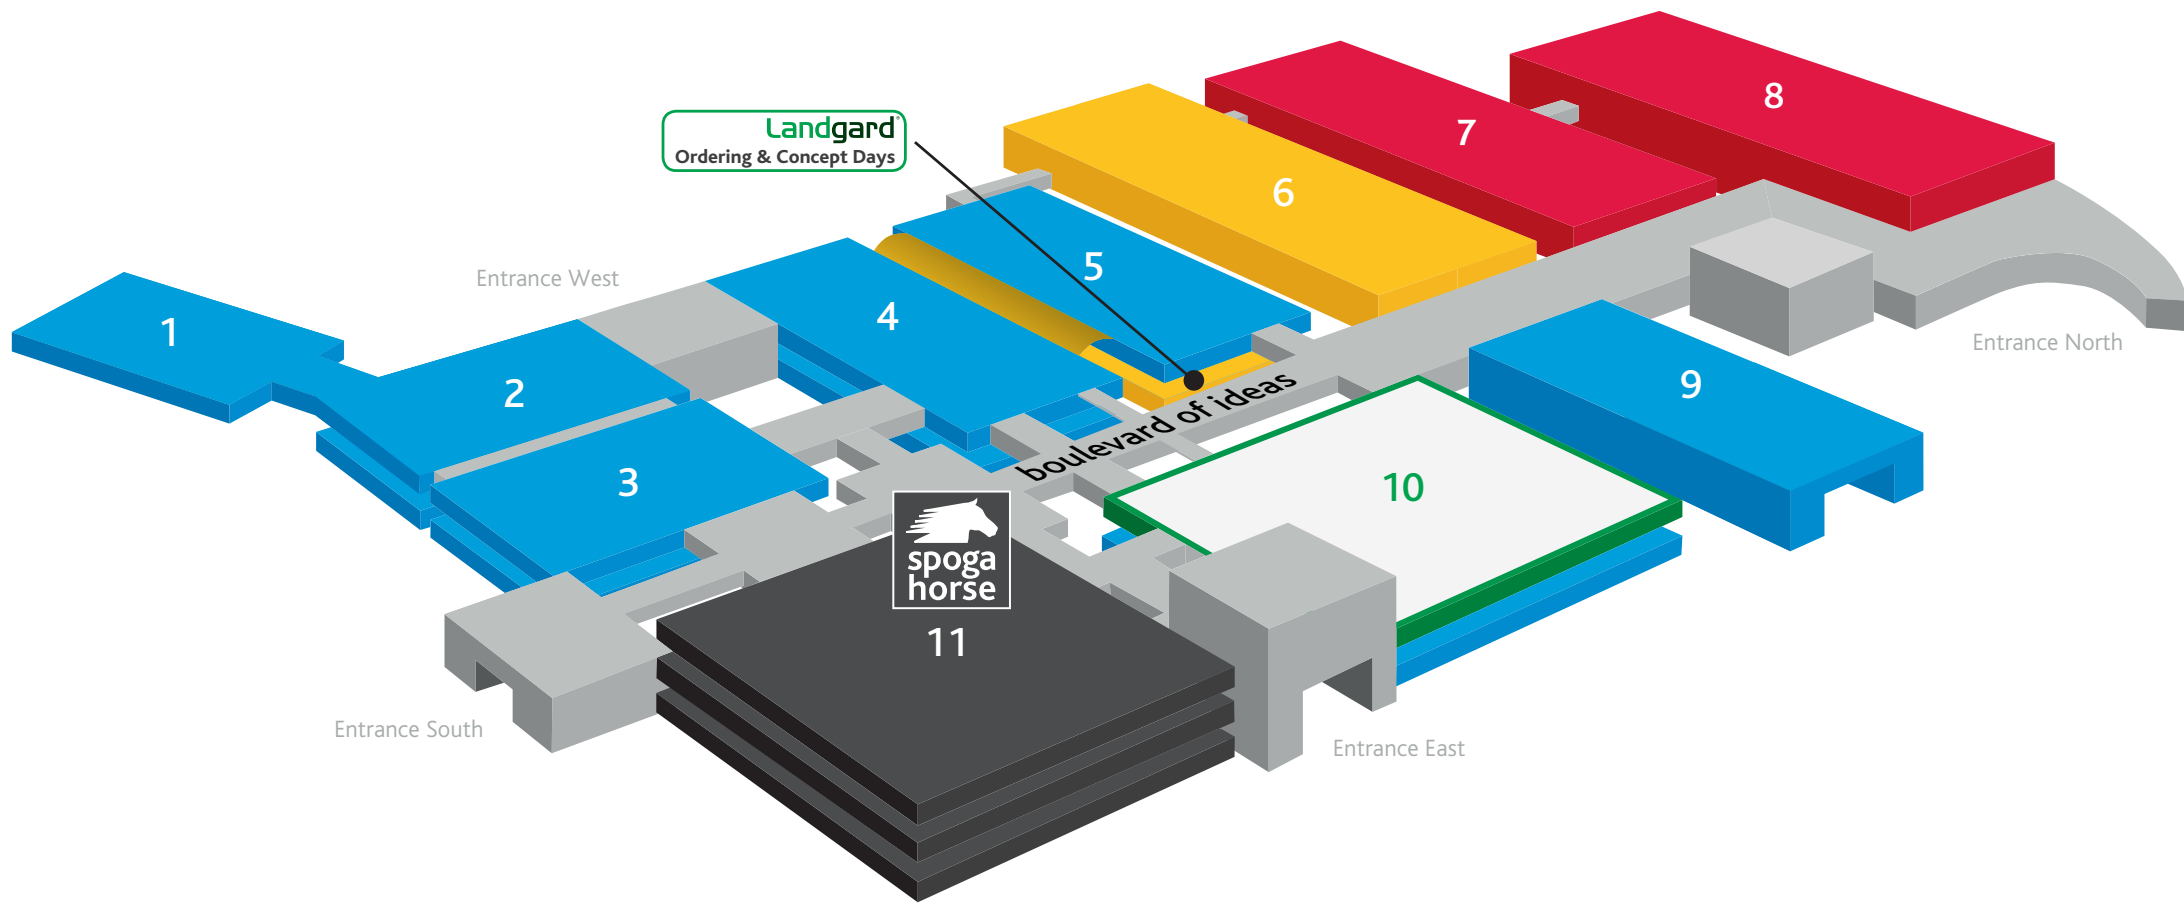 8
7
Landgard®
Ordering & Concept Days
6
5
Entrance West
4
1
Entrance North
2
9
boulevard of ideas
3
10
spoga
horse
11
Entrance South
Entrance East